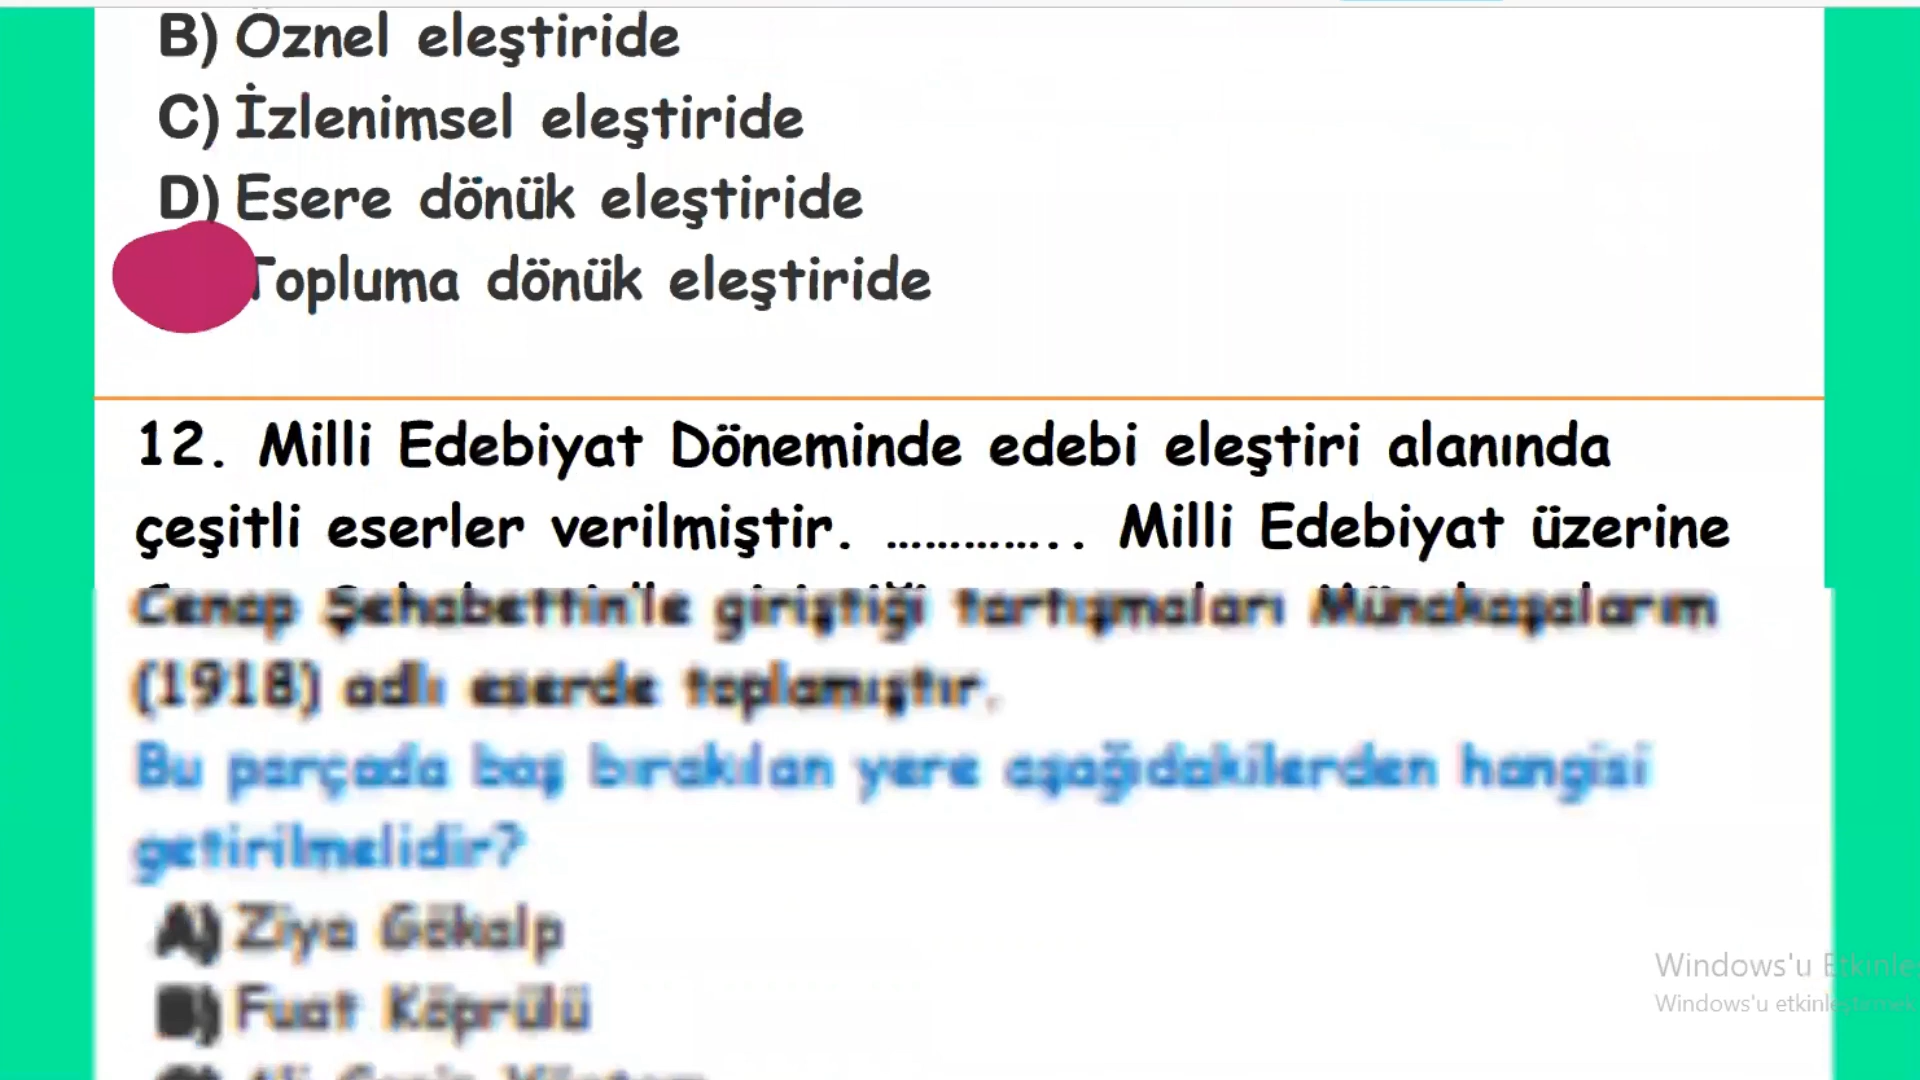 B) Öznel eleştiride
C) İzlenimsel eleştiride
D) Esere dönük eleştiride
Topluma dönük eleştiride
12. Milli Edebiyat Döneminde edebi eleştiri alanında
çeşitli eserler verilmiştir. ………….. Milli Edebiyat üzerine
Cenap Şehabettin'le giriştiği tartışmaları Münakaşalarım
(1918) adlı eserde toplamıştır.
Bu parçada boş bırakılan yere aşağıdakilerden hangisi
getirilmelidir?
A) Ziya Gökalp
B) Fuat Köprülü
Windows'u Etkinle
Windows'u etkinleştirmek